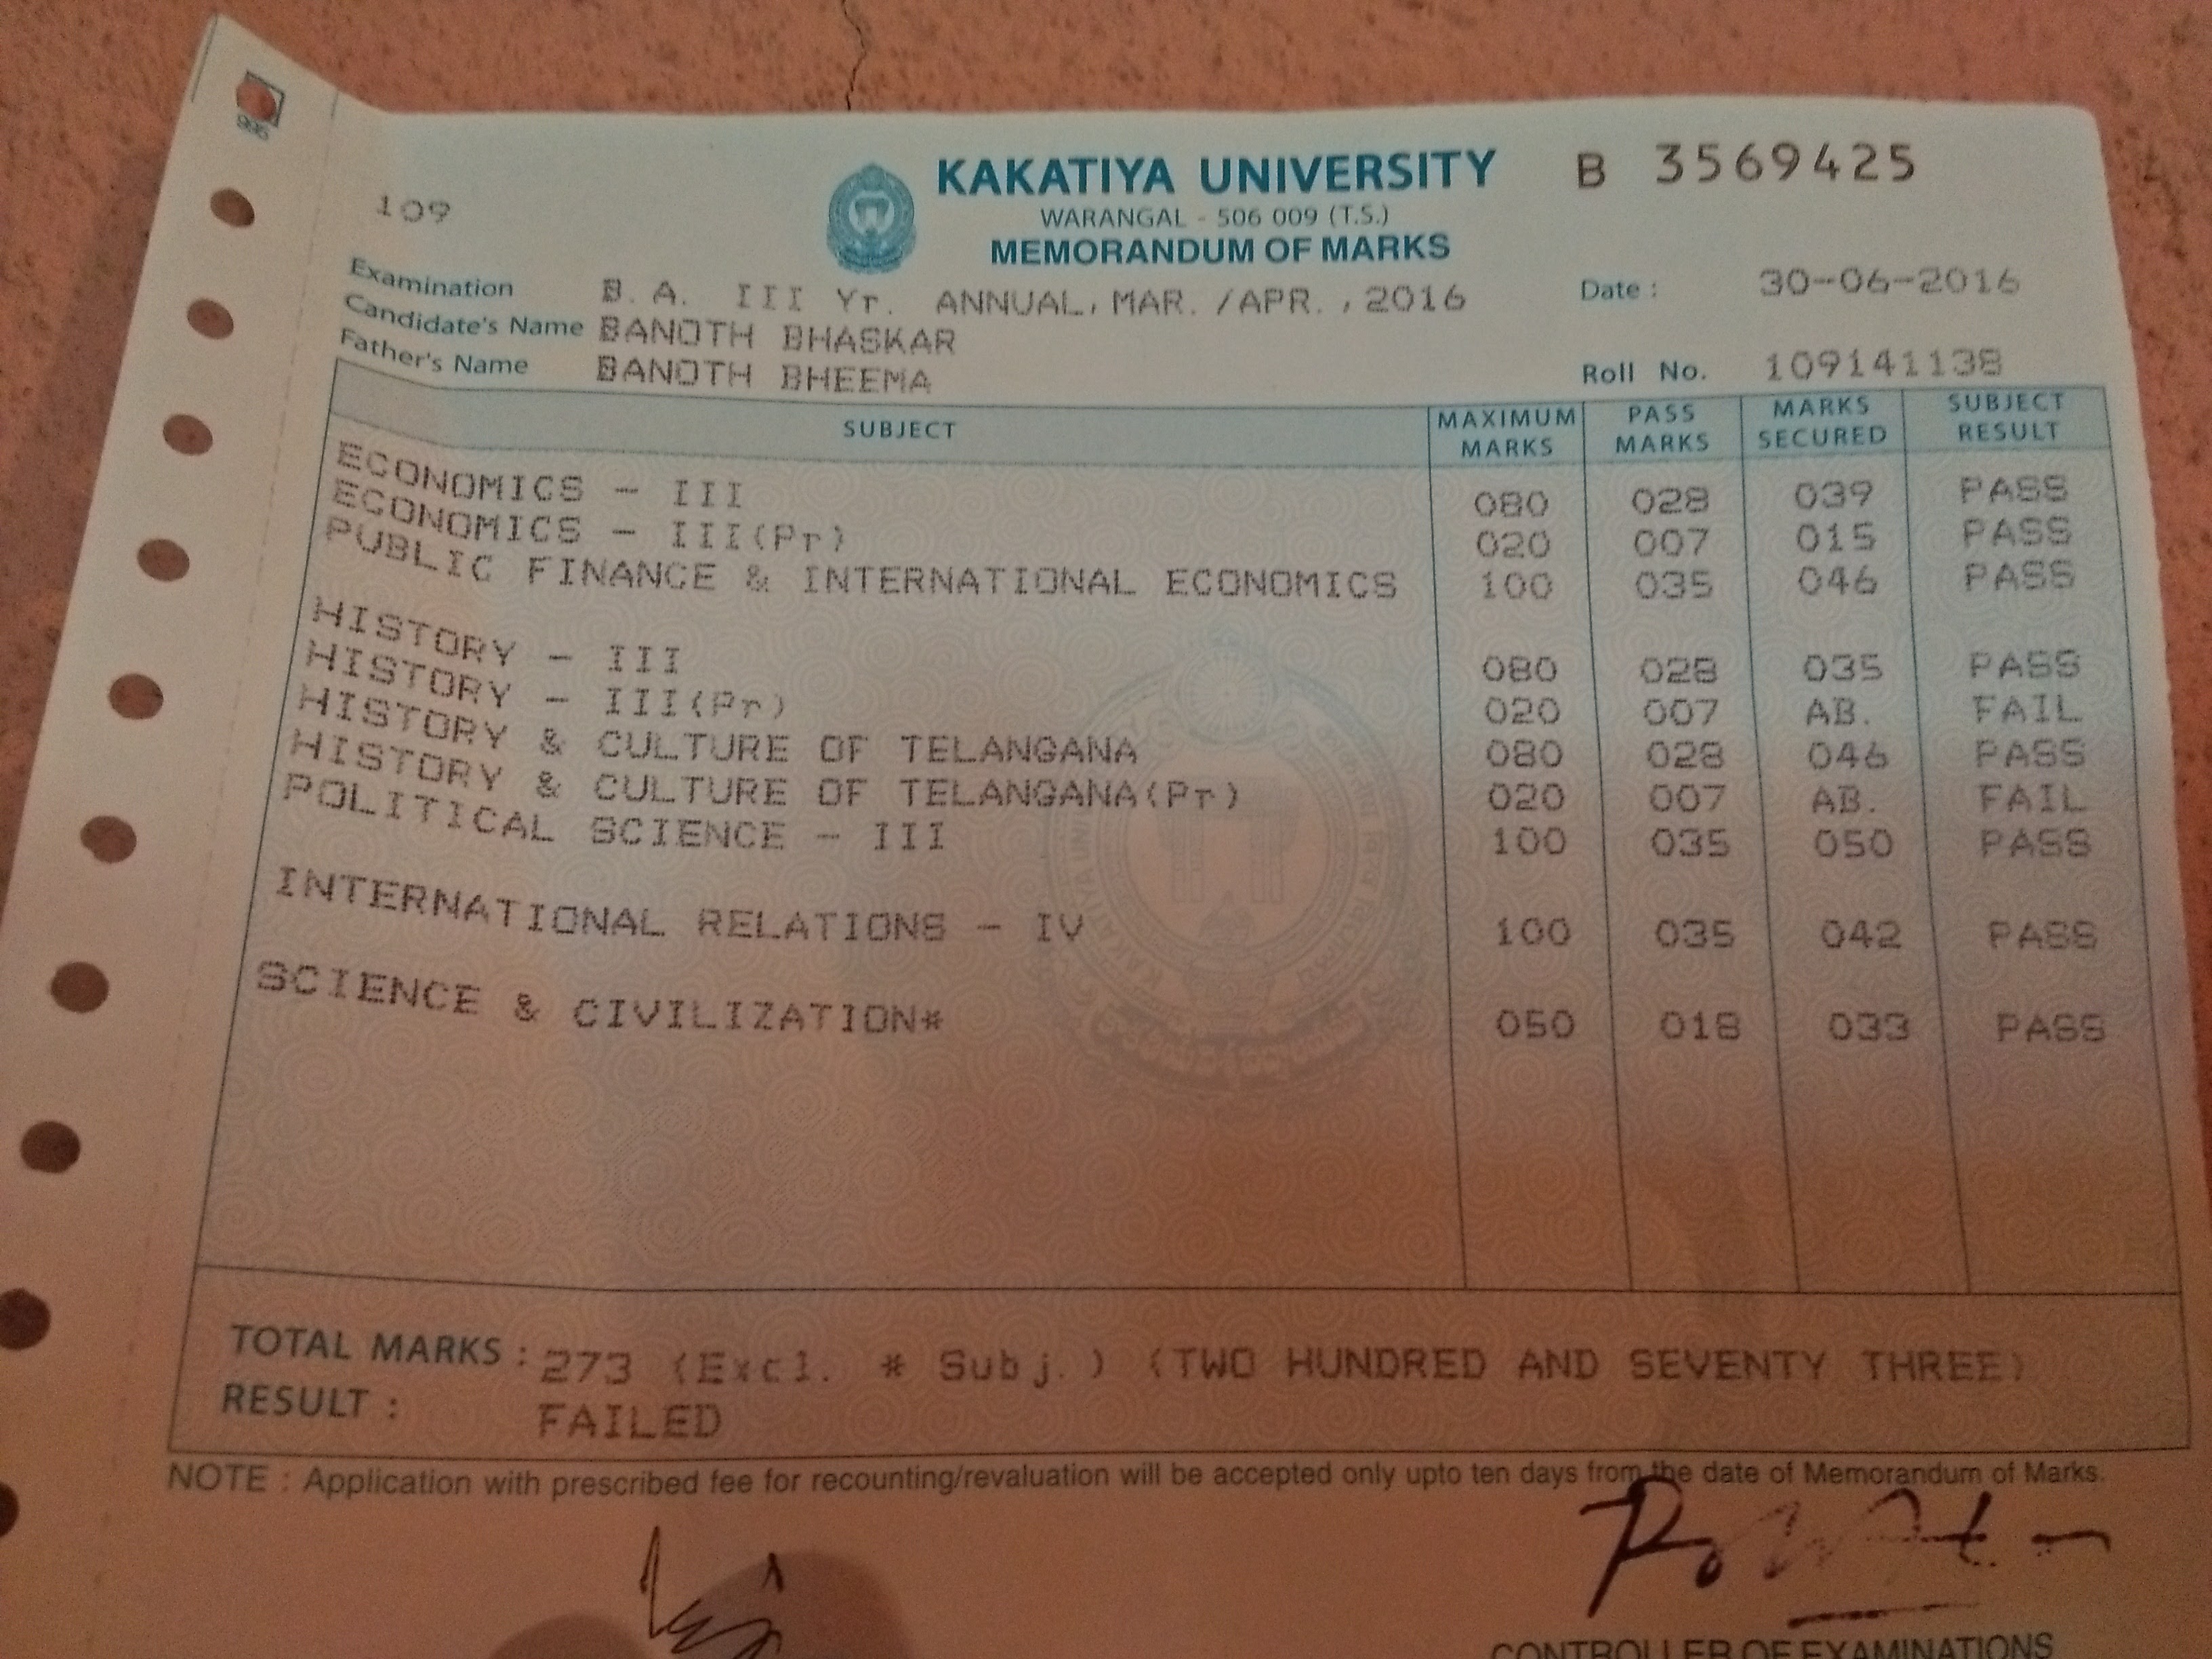 995
KAKATIYA UNIVERSITY B 3569425
109
WARANGAL - 506 009 (T.S.)
MEMORANDUM OF MARKS
Examination B. A. III Yr. ANNUAL, MAR. /APR. , 2016 Date : 30-06-2016
Candidate's Name BANOTH BHASKAR
Father's Name BANOTH BHEEMA Roll No. 109141138
SUBJECT MAXIMUM MARKS PASS MARKS MARKS SECURED SUBJECT RESULT
ECONOMICS - III 080 028 039 PASS
ECONOMICS - III(Pr) 020 007 015 PASS
PUBLIC FINANCE & INTERNATIONAL ECONOMICS 100 035 046 PASS
HISTORY - III 080 028 035 PASS
HISTORY - III(Pr) 020 007 AB. FAIL
HISTORY & CULTURE OF TELANGANA 080 028 046 PASS
HISTORY & CULTURE OF TELANGANA(Pr) 020 007 AB. FAIL
POLITICAL SCIENCE - III 100 035 050 PASS
INTERNATIONAL RELATIONS - IV 100 035 042 PASS
SCIENCE & CIVILIZATION* 050 018 033 PASS
TOTAL MARKS : 273 (Excl. * Subj. ) (TWO HUNDRED AND SEVENTY THREE)
RESULT : FAILED
NOTE : Application with prescribed fee for recounting/revaluation will be accepted only upto ten days from the date of Memorandum of Marks.
CONTROLLER OF EXAMINATIONS